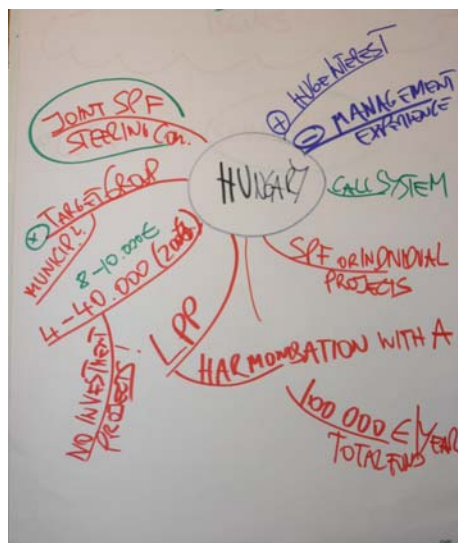 JOINT SPF
STEERING COM.
⊕ HUGE INTEREST
⊖ MANAGEMENT
EXPERIENCE
HUNGARY
CALL SYSTEM
⊕ TARGET GROUP
MUNICIP.
8-10.000€
4-40.000
NO INVESTMENT
PROJECTS!
LPP
SPF OR INDIVIDUAL
PROJECTS
HARMONISATION WITH A
100 000 € / YEAR
TOTAL FUND